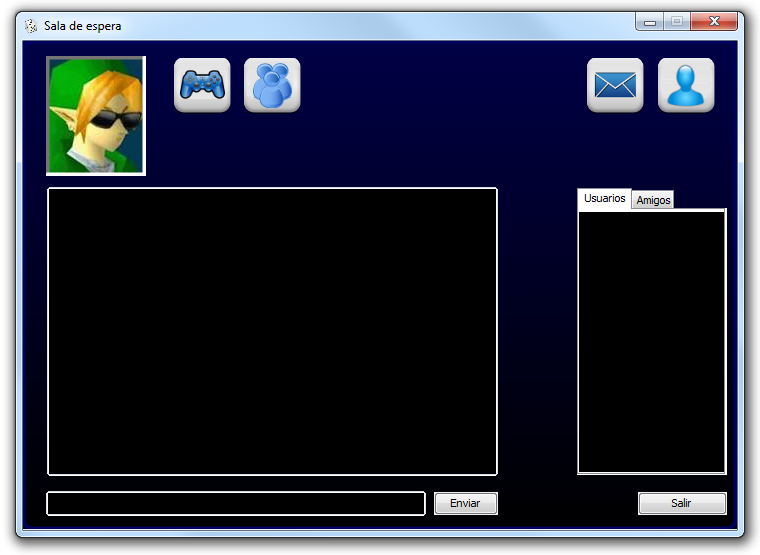 Sala de espera
Usuarios
Amigos
Enviar
Salir